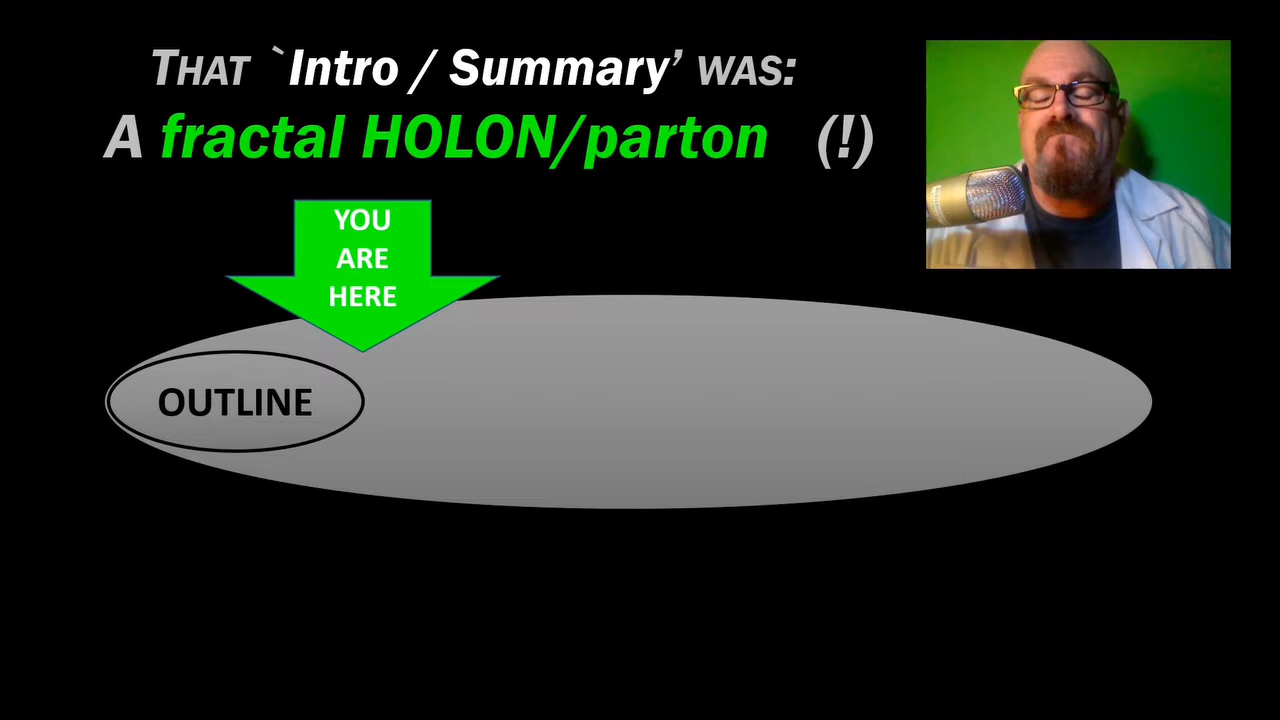 THAT `Intro / Summary’ WAS:
A fractal HOLON/parton (!)
YOU
ARE
HERE
OUTLINE